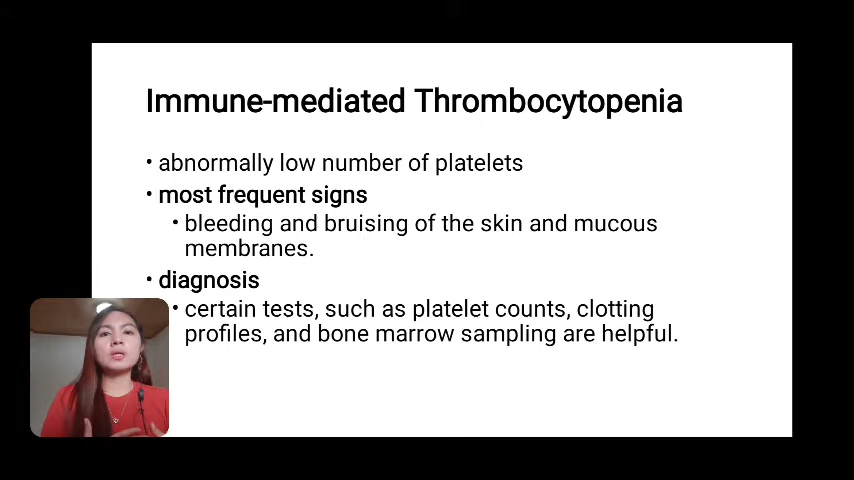 Immune-mediated Thrombocytopenia
• abnormally low number of platelets
• most frequent signs
• bleeding and bruising of the skin and mucous
membranes.
• diagnosis
• certain tests, such as platelet counts, clotting
profiles, and bone marrow sampling are helpful.